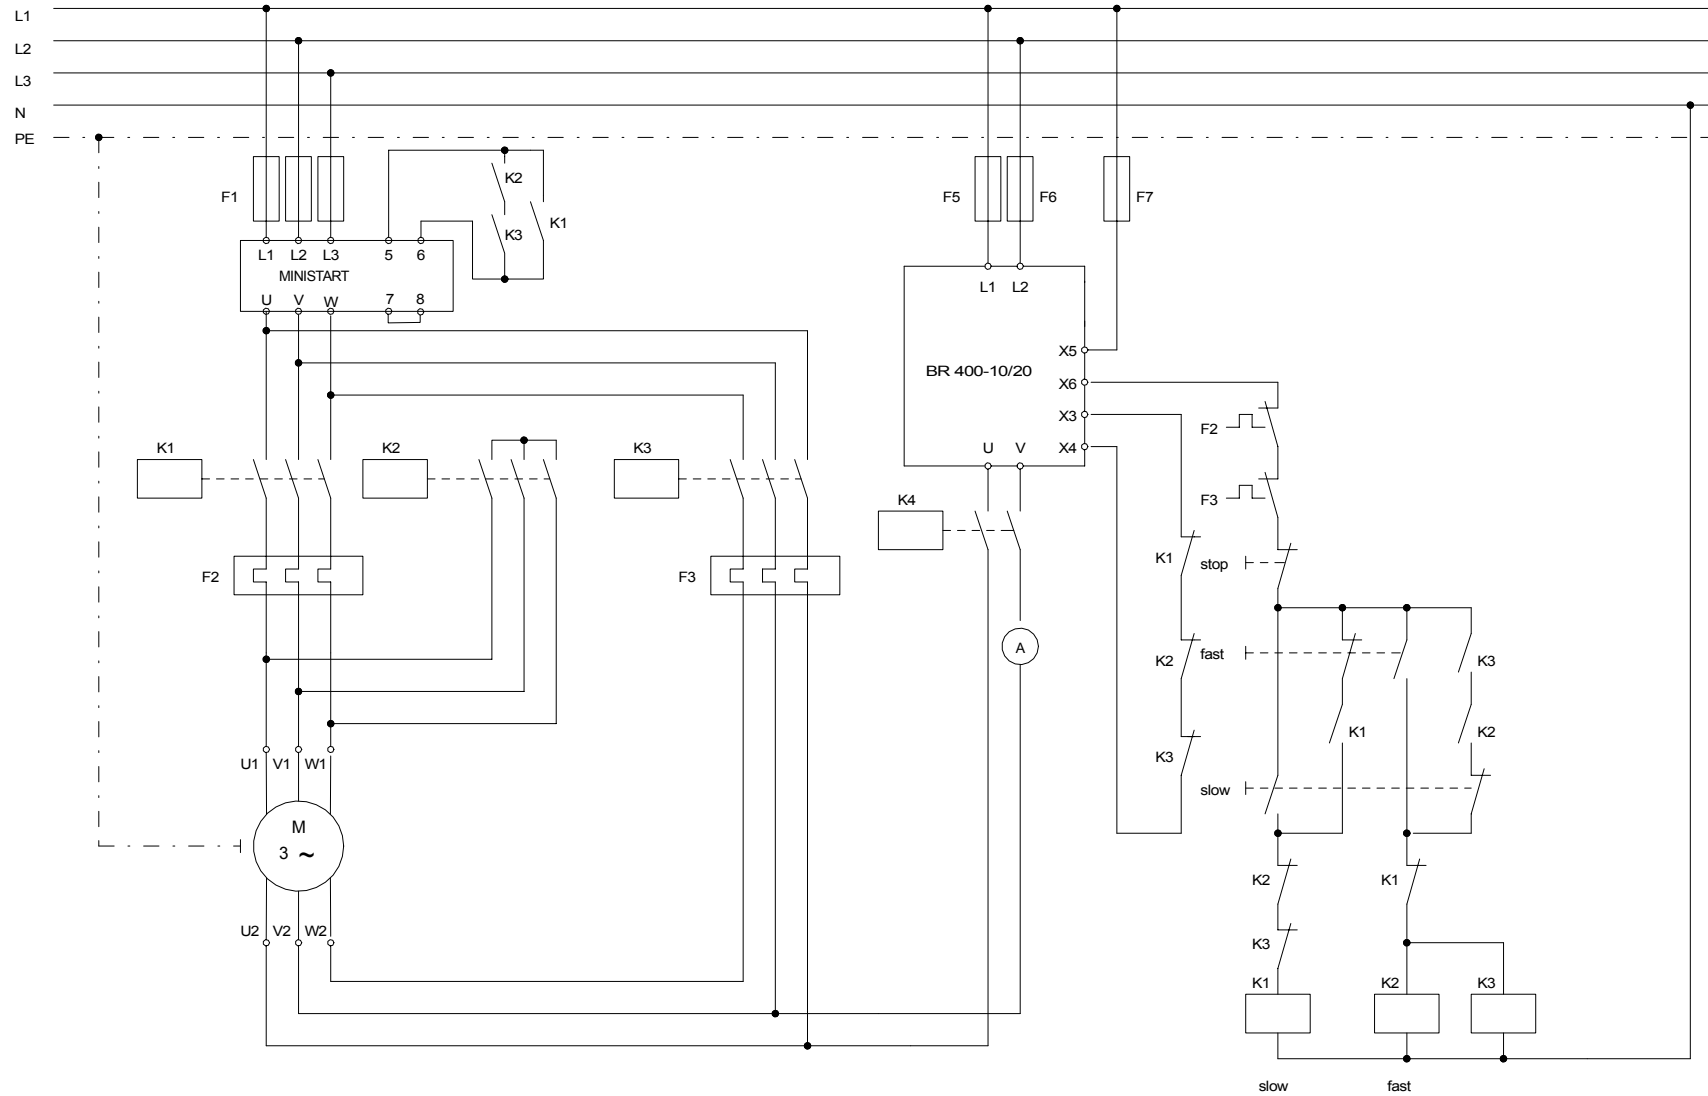 L1
L2
L3
N
PE
F1
K2
K3
K1
F5
F6
F7
L1 L2 L3 5 6
MINISTART
U V W 7 8
L1 L2
X5
BR 400-10/20
X6
X3
X4
U V
K1
K2
K3
K4
F2
F3
F2
F3
stop
K1
K2
fast
K3
K1
K2
K3
slow
A
U1 V1 W1
M
3 ~
U2 V2 W2
K2
K1
K3
K1
K2
K3
slow
fast